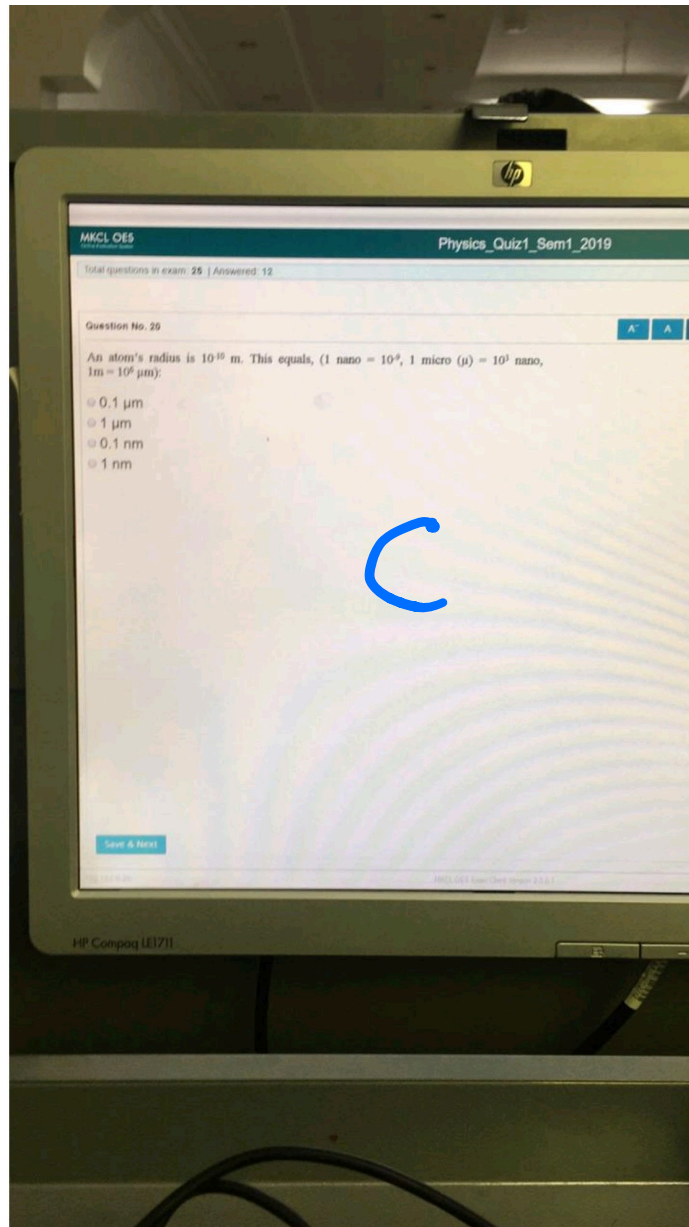 hp
MKCL OES
Physics_Quiz1_Sem1_2019
Total questions in exam: 25 | Answered: 12
Question No. 20
A-
A
An atom's radius is 10⁻¹⁰ m. This equals, (1 nano = 10⁻⁹, 1 micro (μ) = 10³ nano,
1m = 10⁶ μm):
0.1 μm
1 μm
0.1 nm
1 nm
C
Save & Next
HP Compaq LE1711